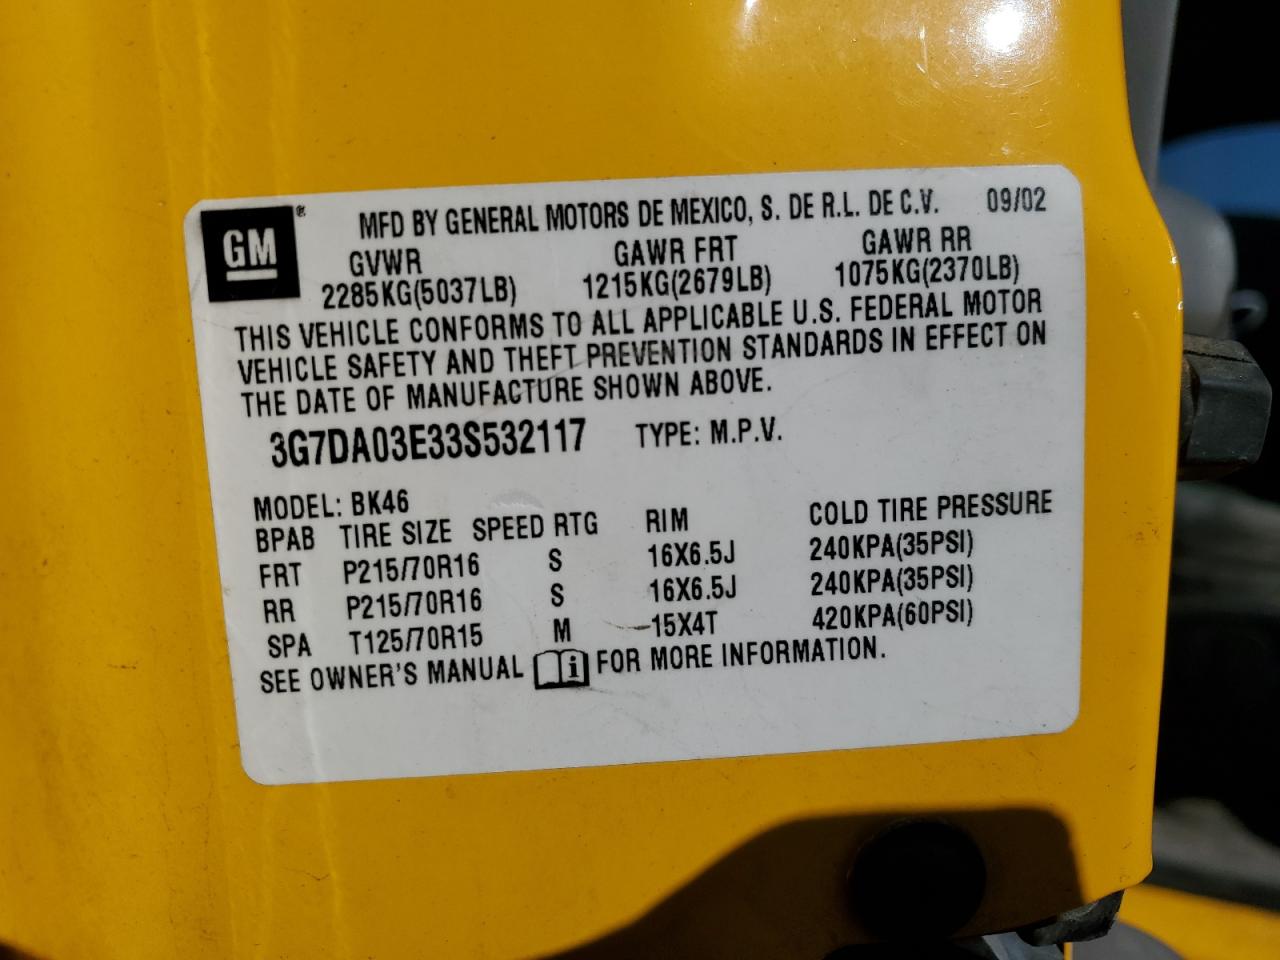 GM ® MFD BY GENERAL MOTORS DE MEXICO, S. DE R.L. DE C.V. 09/02
GVWR GAWR FRT GAWR RR
2285KG(5037LB) 1215KG(2679LB) 1075KG(2370LB)
THIS VEHICLE CONFORMS TO ALL APPLICABLE U.S. FEDERAL MOTOR
VEHICLE SAFETY AND THEFT PREVENTION STANDARDS IN EFFECT ON
THE DATE OF MANUFACTURE SHOWN ABOVE.
3G7DA03E33S532117 TYPE: M.P.V.
MODEL: BK46
BPAB TIRE SIZE SPEED RTG RIM COLD TIRE PRESSURE
FRT P215/70R16 S 16X6.5J 240KPA(35PSI)
RR P215/70R16 S 16X6.5J 240KPA(35PSI)
SPA T125/70R15 M 15X4T 420KPA(60PSI)
SEE OWNER'S MANUAL i FOR MORE INFORMATION.